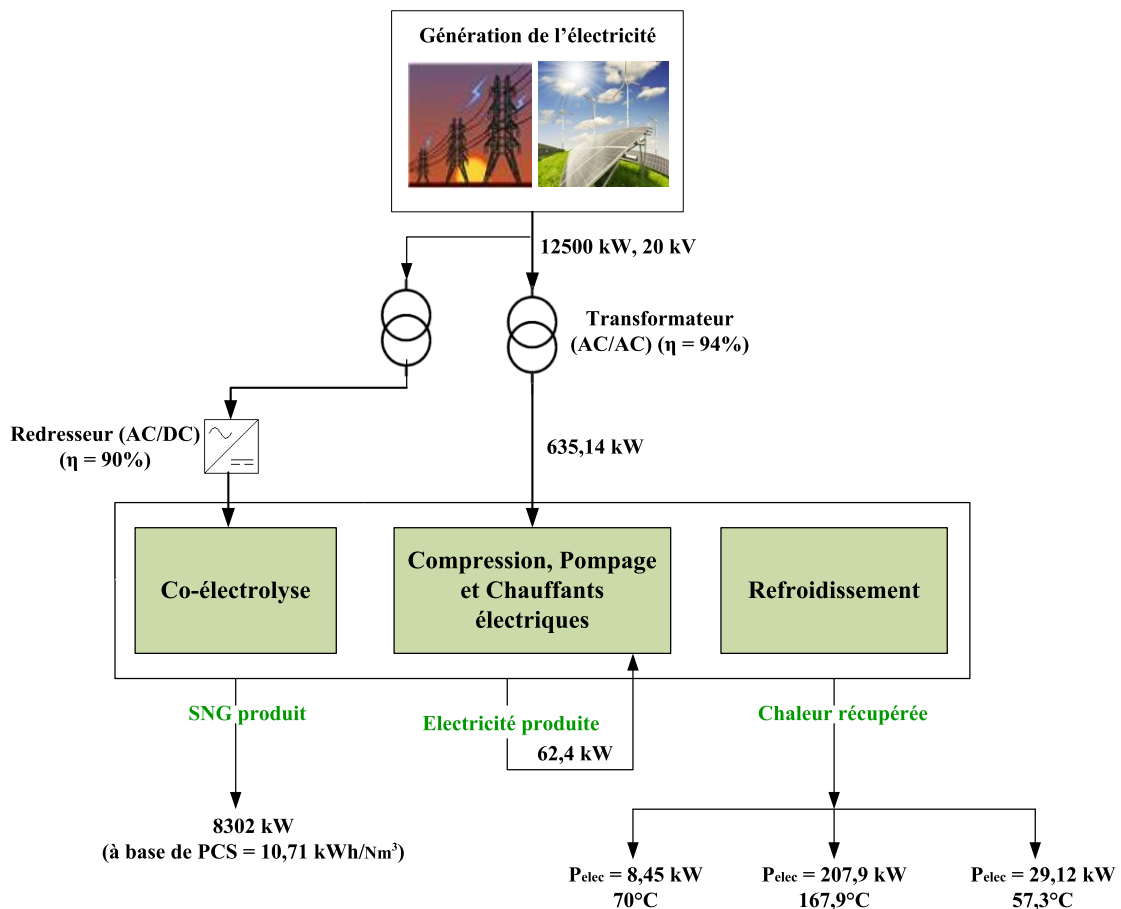 Génération de l'électricité
12500 kW, 20 kV
Transformateur
(AC/AC) (η = 94%)
Redresseur (AC/DC)
(η = 90%)
635,14 kW
Co-électrolyse
Compression, Pompage
et Chauffants
électriques
Refroidissement
SNG produit
Electricité produite
Chaleur récupérée
62,4 kW
8302 kW
(à base de PCS = 10,71 kWh/Nm³)
Pelec = 8,45 kW
70°C
Pelec = 207,9 kW
167,9°C
Pelec = 29,12 kW
57,3°C